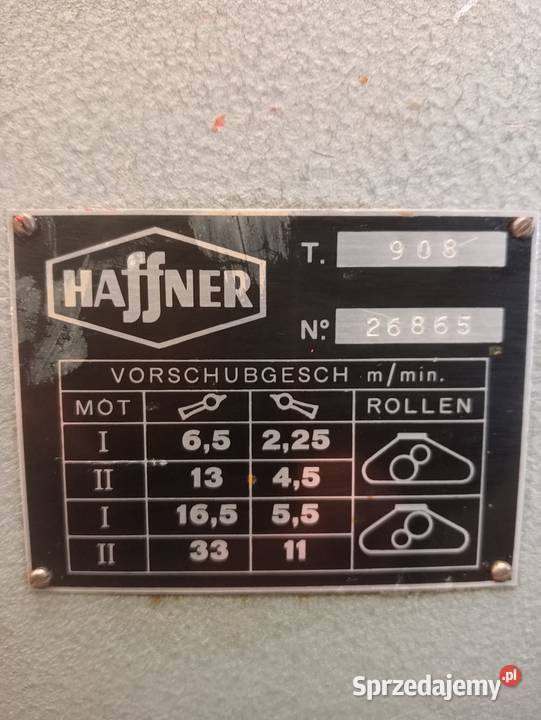 HAffNER
T. 908
Nº. 26865
VORSCHUBGESCH m/min.
MOT ROLLEN
I 6,5 2,25
II 13 4,5
I 16,5 5,5
II 33 11
Sprzedajemy.pl